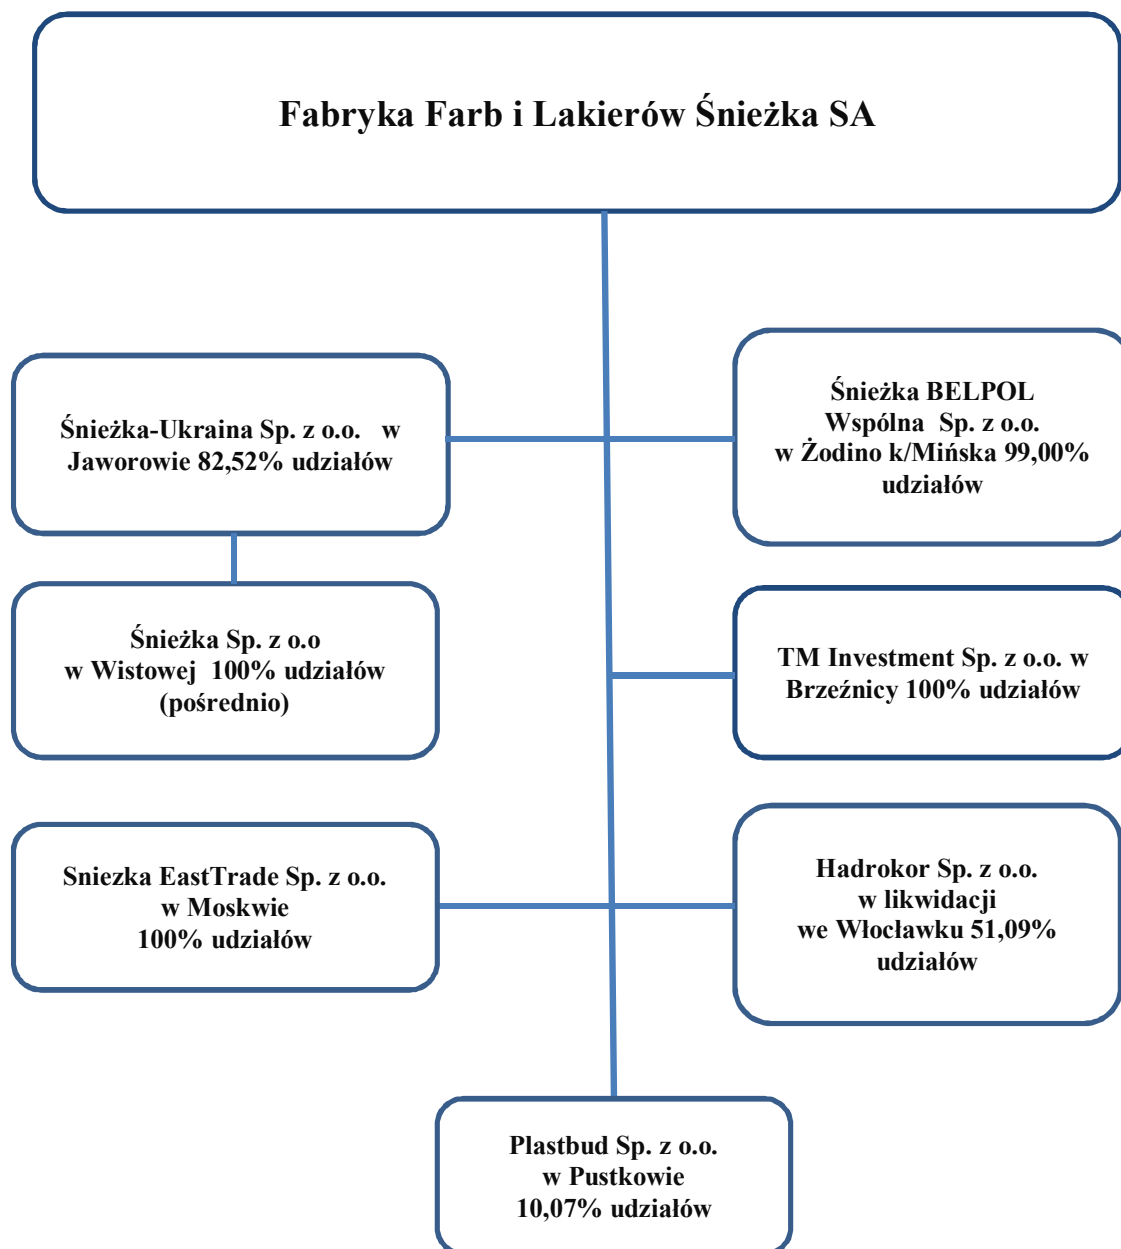 Fabryka Farb i Lakierów Śnieżka SA
Śnieżka-Ukraina Sp. z o.o. w
Jaworowie 82,52% udziałów
Śnieżka BELPOL
Wspólna Sp. z o.o.
w Żodino k/Mińska 99,00%
udziałów
Śnieżka Sp. z o.o
w Wistowej 100% udziałów
(pośrednio)
TM Investment Sp. z o.o. w
Brzeźnicy 100% udziałów
Sniezka EastTrade Sp. z o.o.
w Moskwie
100% udziałów
Hadrokor Sp. z o.o.
w likwidacji
we Włocławku 51,09%
udziałów
Plastbud Sp. z o.o.
w Pustkowie
10,07% udziałów